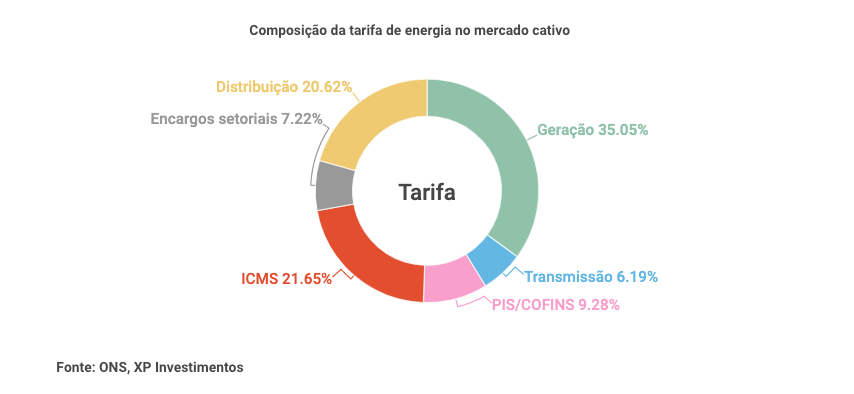 Composição da tarifa de energia no mercado cativo
Distribuição 20.62%
Encargos setoriais 7.22%
Geração 35.05%
Tarifa
ICMS 21.65%
Transmissão 6.19%
PIS/COFINS 9.28%
Fonte: ONS, XP Investimentos